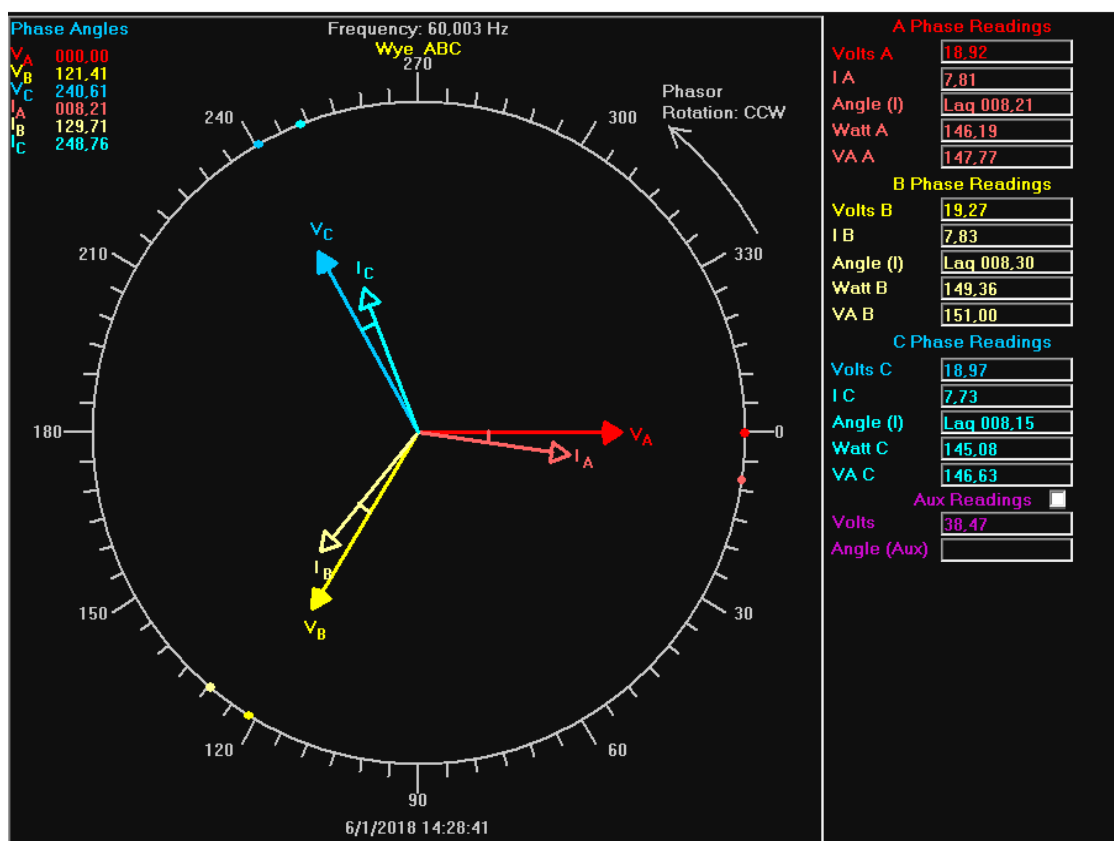 Phase Angles
VA 000,00
VB 121,41
VC 240,61
IA 008,21
IB 129,71
IC 248,76
Frequency: 60,003 Hz
Wye_ABC
270
Phasor
Rotation: CCW
240
300
210
330
180
0
150
30
120
60
90
VC
IC
VA
IA
IB
VB
6/1/2018 14:28:41
A Phase Readings
Volts A 18,92
I A 7,81
Angle (I) Lag 008,21
Watt A 146,19
VA A 147,77
B Phase Readings
Volts B 19,27
I B 7,83
Angle (I) Lag 008,30
Watt B 149,36
VA B 151,00
C Phase Readings
Volts C 18,97
I C 7,73
Angle (I) Lag 008,15
Watt C 145,08
VA C 146,63
Aux Readings
Volts 38,47
Angle (Aux)